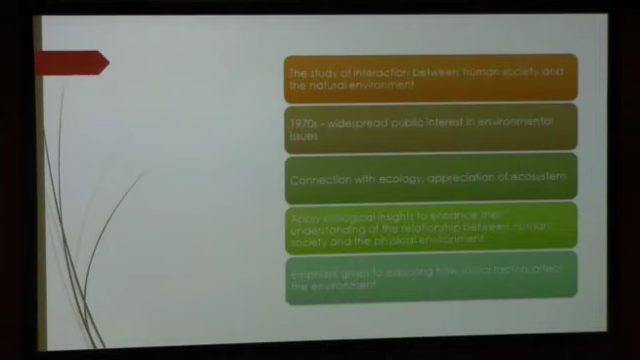 The study of interaction between human society and
the natural environment
1970s - widespread public interest in environmental
issues
Connection with ecology, appreciation of ecosystem
Apply ecological insights to enhance their
understanding of the relationship between human
society and the physical environment
Emphasis given to exploring how social factors affect
the environment